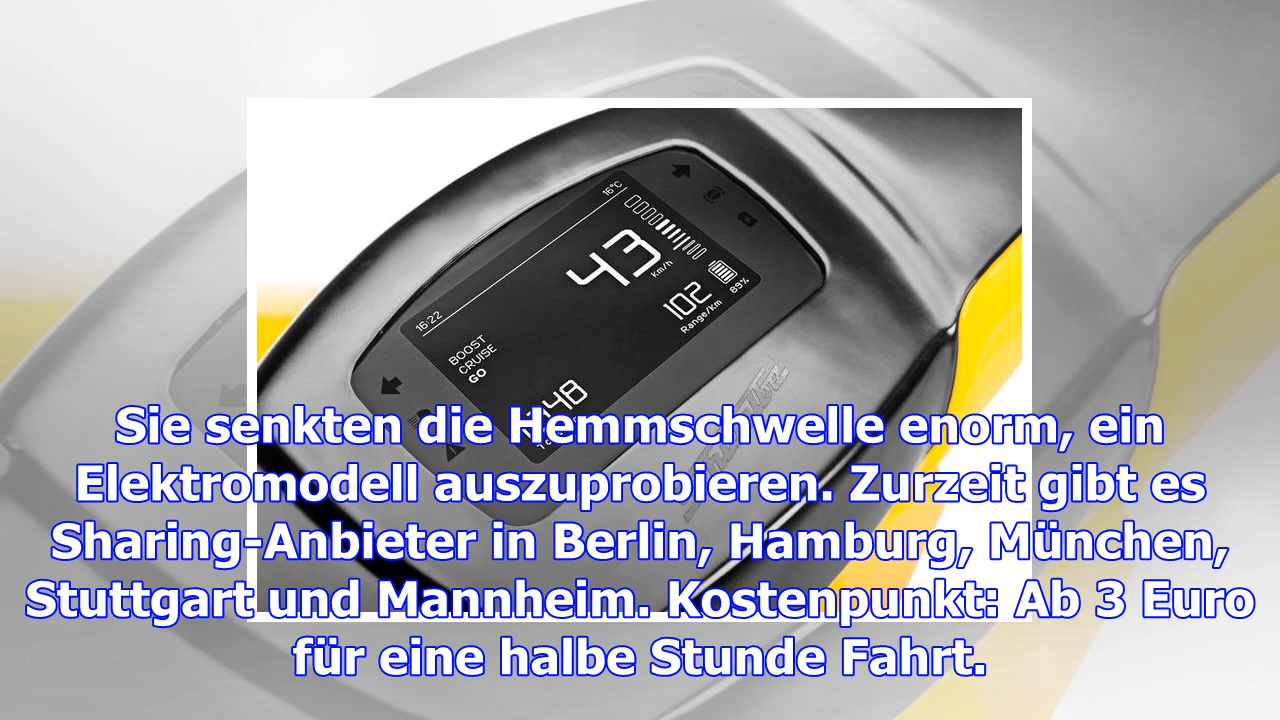 16°C
43
Km/h
102
Range/Km
89%
16:22
BOOST
CRUISE
GO
Sie senkten die Hemmschwelle enorm, ein
Elektromodell auszuprobieren. Zurzeit gibt es
Sharing-Anbieter in Berlin, Hamburg, München,
Stuttgart und Mannheim. Kostenpunkt: Ab 3 Euro
für eine halbe Stunde Fahrt.